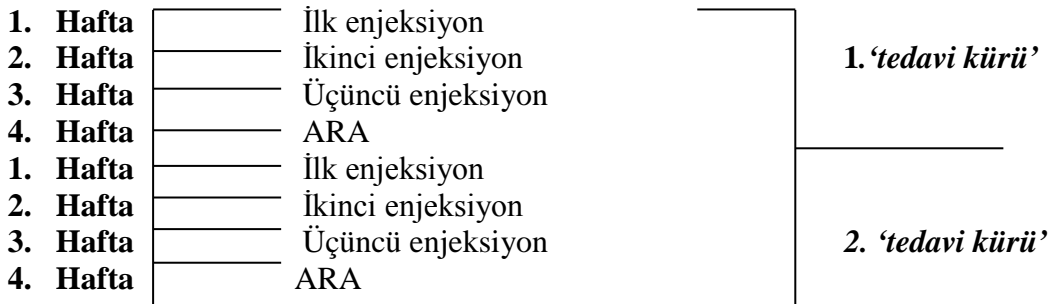 1. Hafta İlk enjeksiyon
2. Hafta İkinci enjeksiyon 1.‘tedavi kürü’
3. Hafta Üçüncü enjeksiyon
4. Hafta ARA
1. Hafta İlk enjeksiyon
2. Hafta İkinci enjeksiyon
3. Hafta Üçüncü enjeksiyon 2. ‘tedavi kürü’
4. Hafta ARA